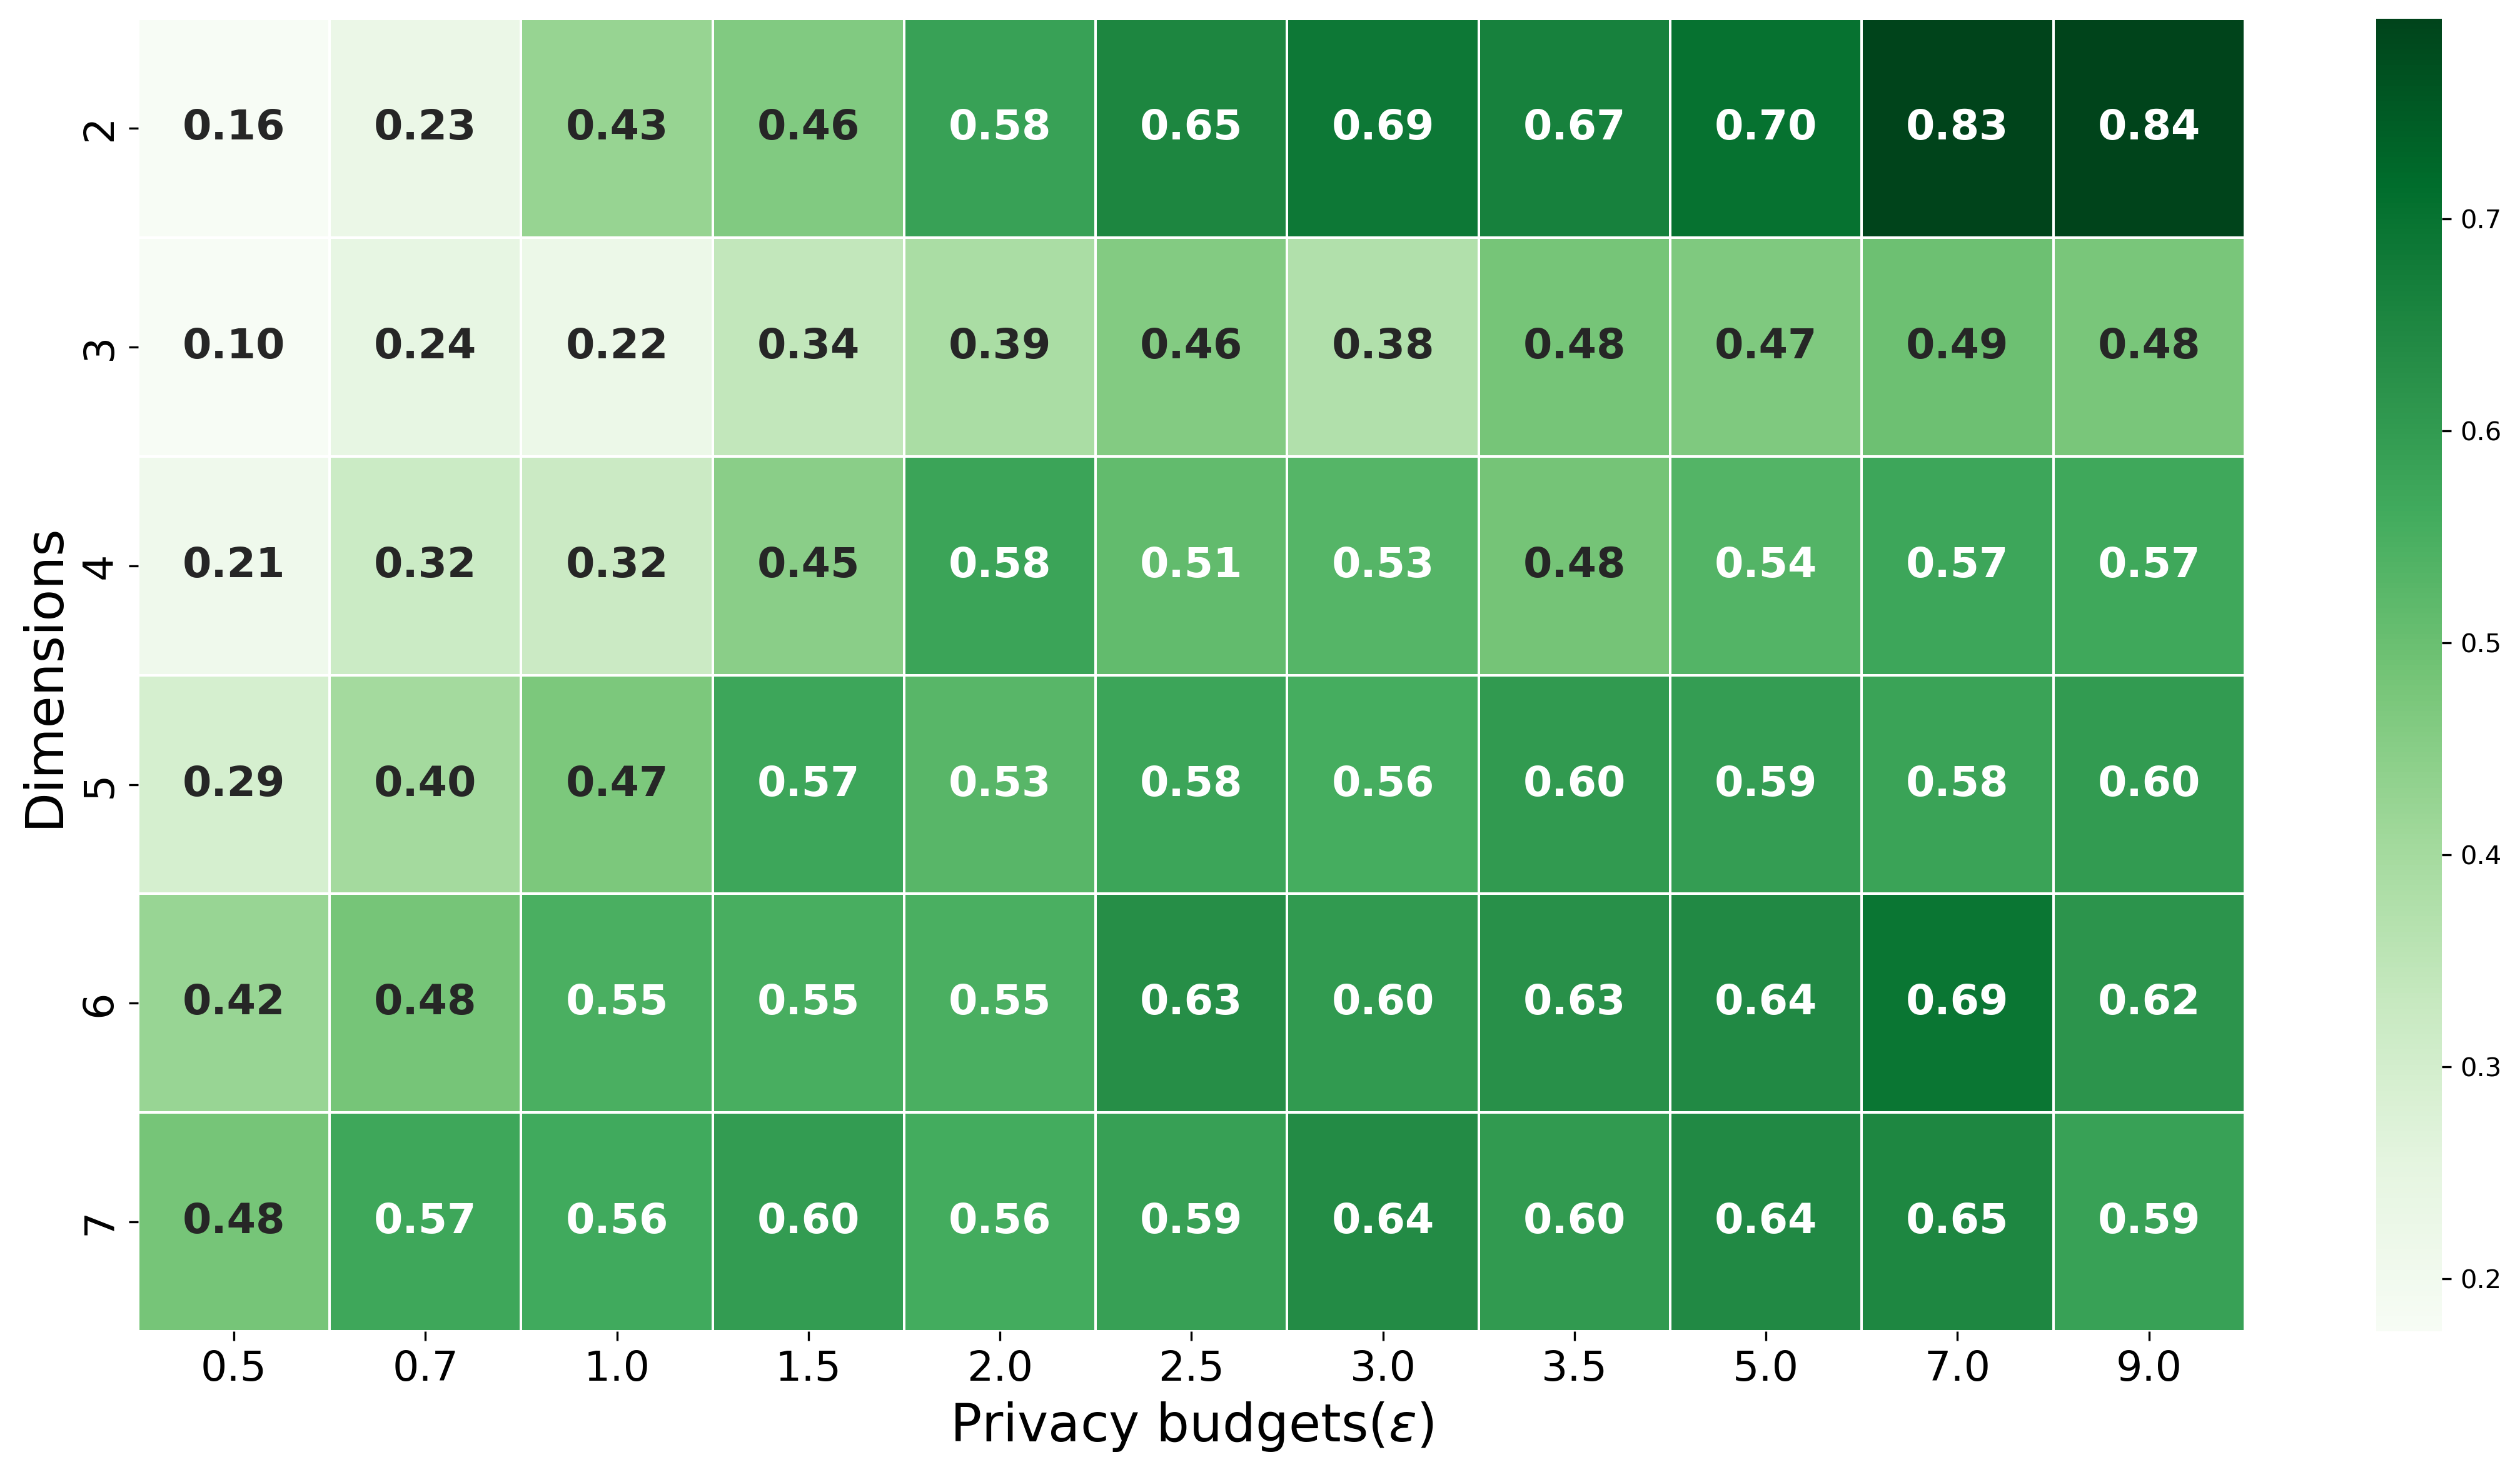 2 0.16 0.23 0.43 0.46 0.58 0.65 0.69 0.67 0.70 0.83 0.84
3 0.10 0.24 0.22 0.34 0.39 0.46 0.38 0.48 0.47 0.49 0.48
4 0.21 0.32 0.32 0.45 0.58 0.51 0.53 0.48 0.54 0.57 0.57
5 0.29 0.40 0.47 0.57 0.53 0.58 0.56 0.60 0.59 0.58 0.60
6 0.42 0.48 0.55 0.55 0.55 0.63 0.60 0.63 0.64 0.69 0.62
7 0.48 0.57 0.56 0.60 0.56 0.59 0.64 0.60 0.64 0.65 0.59
0.5 0.7 1.0 1.5 2.0 2.5 3.0 3.5 5.0 7.0 9.0
Privacy budgets(ε)
Dimensions
0.7
0.6
0.5
0.4
0.3
0.2